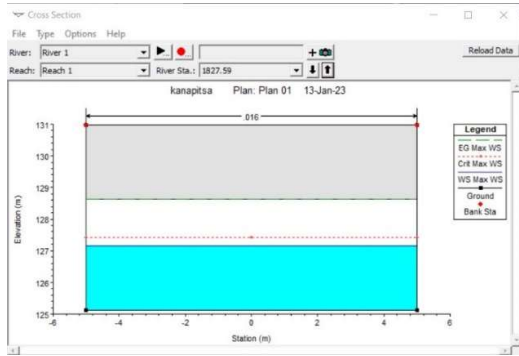 Cross Section
File Type Options Help
River: River 1
Reload Data
Reach: Reach 1 River Sta.: 1827.59
kanapitsa Plan: Plan 01 13-Jan-23
.016
131
130
129
128
127
126
125
Elevation (m)
-6 -4 -2 0 2 4 6
Station (m)
Legend
EG Max WS
Crit Max WS
WS Max WS
Ground
Bank Sta